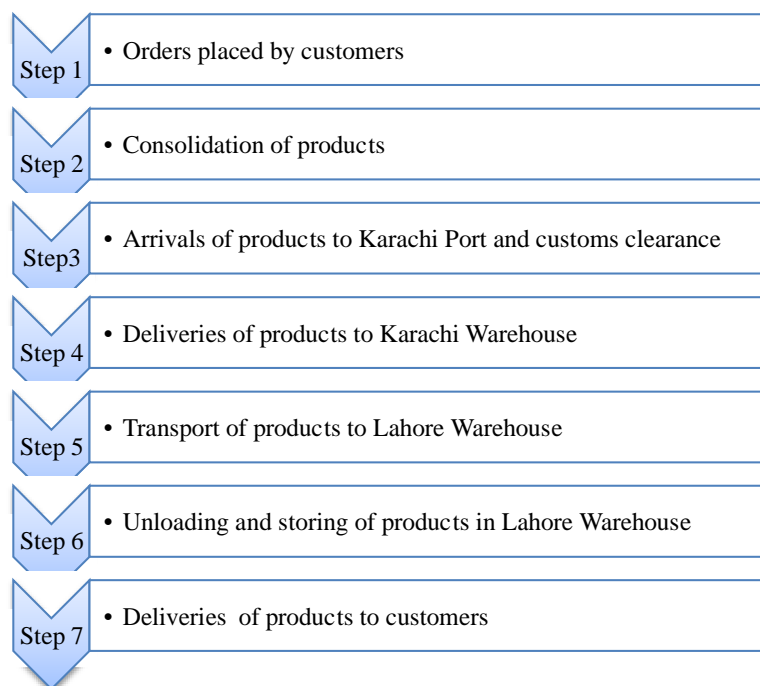 Step 1
• Orders placed by customers
Step 2
• Consolidation of products
Step3
• Arrivals of products to Karachi Port and customs clearance
Step 4
• Deliveries of products to Karachi Warehouse
Step 5
• Transport of products to Lahore Warehouse
Step 6
• Unloading and storing of products in Lahore Warehouse
Step 7
• Deliveries  of products to customers